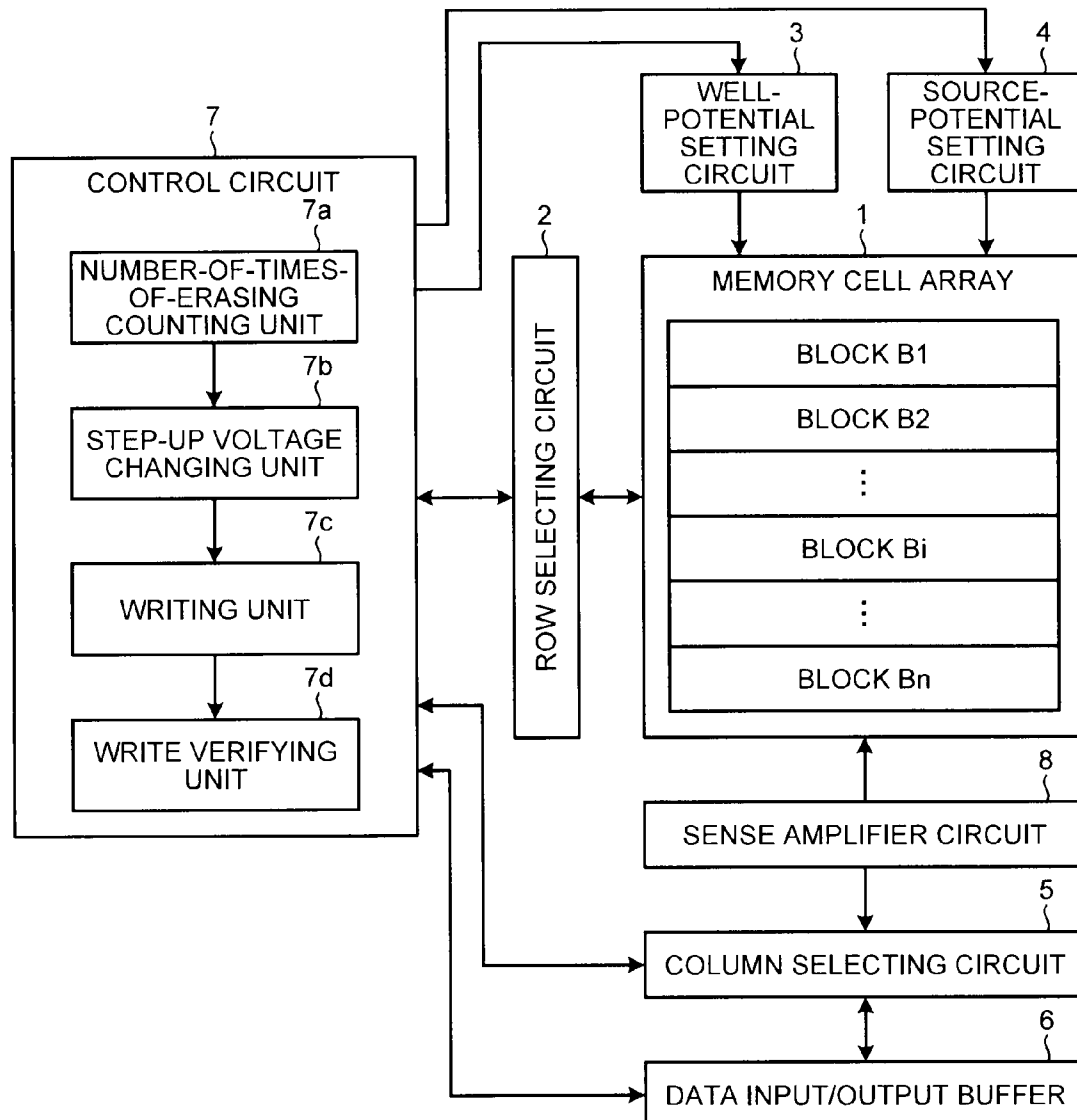 3
4
WELL-
POTENTIAL
SETTING
CIRCUIT
SOURCE-
POTENTIAL
SETTING
CIRCUIT
7
CONTROL CIRCUIT
7a
NUMBER-OF-TIMES-
OF-ERASING
COUNTING UNIT
7b
STEP-UP VOLTAGE
CHANGING UNIT
7c
WRITING UNIT
7d
WRITE VERIFYING
UNIT
2
ROW SELECTING CIRCUIT
1
MEMORY CELL ARRAY
BLOCK B1
BLOCK B2
⋮
BLOCK Bi
⋮
BLOCK Bn
8
SENSE AMPLIFIER CIRCUIT
5
COLUMN SELECTING CIRCUIT
6
DATA INPUT/OUTPUT BUFFER